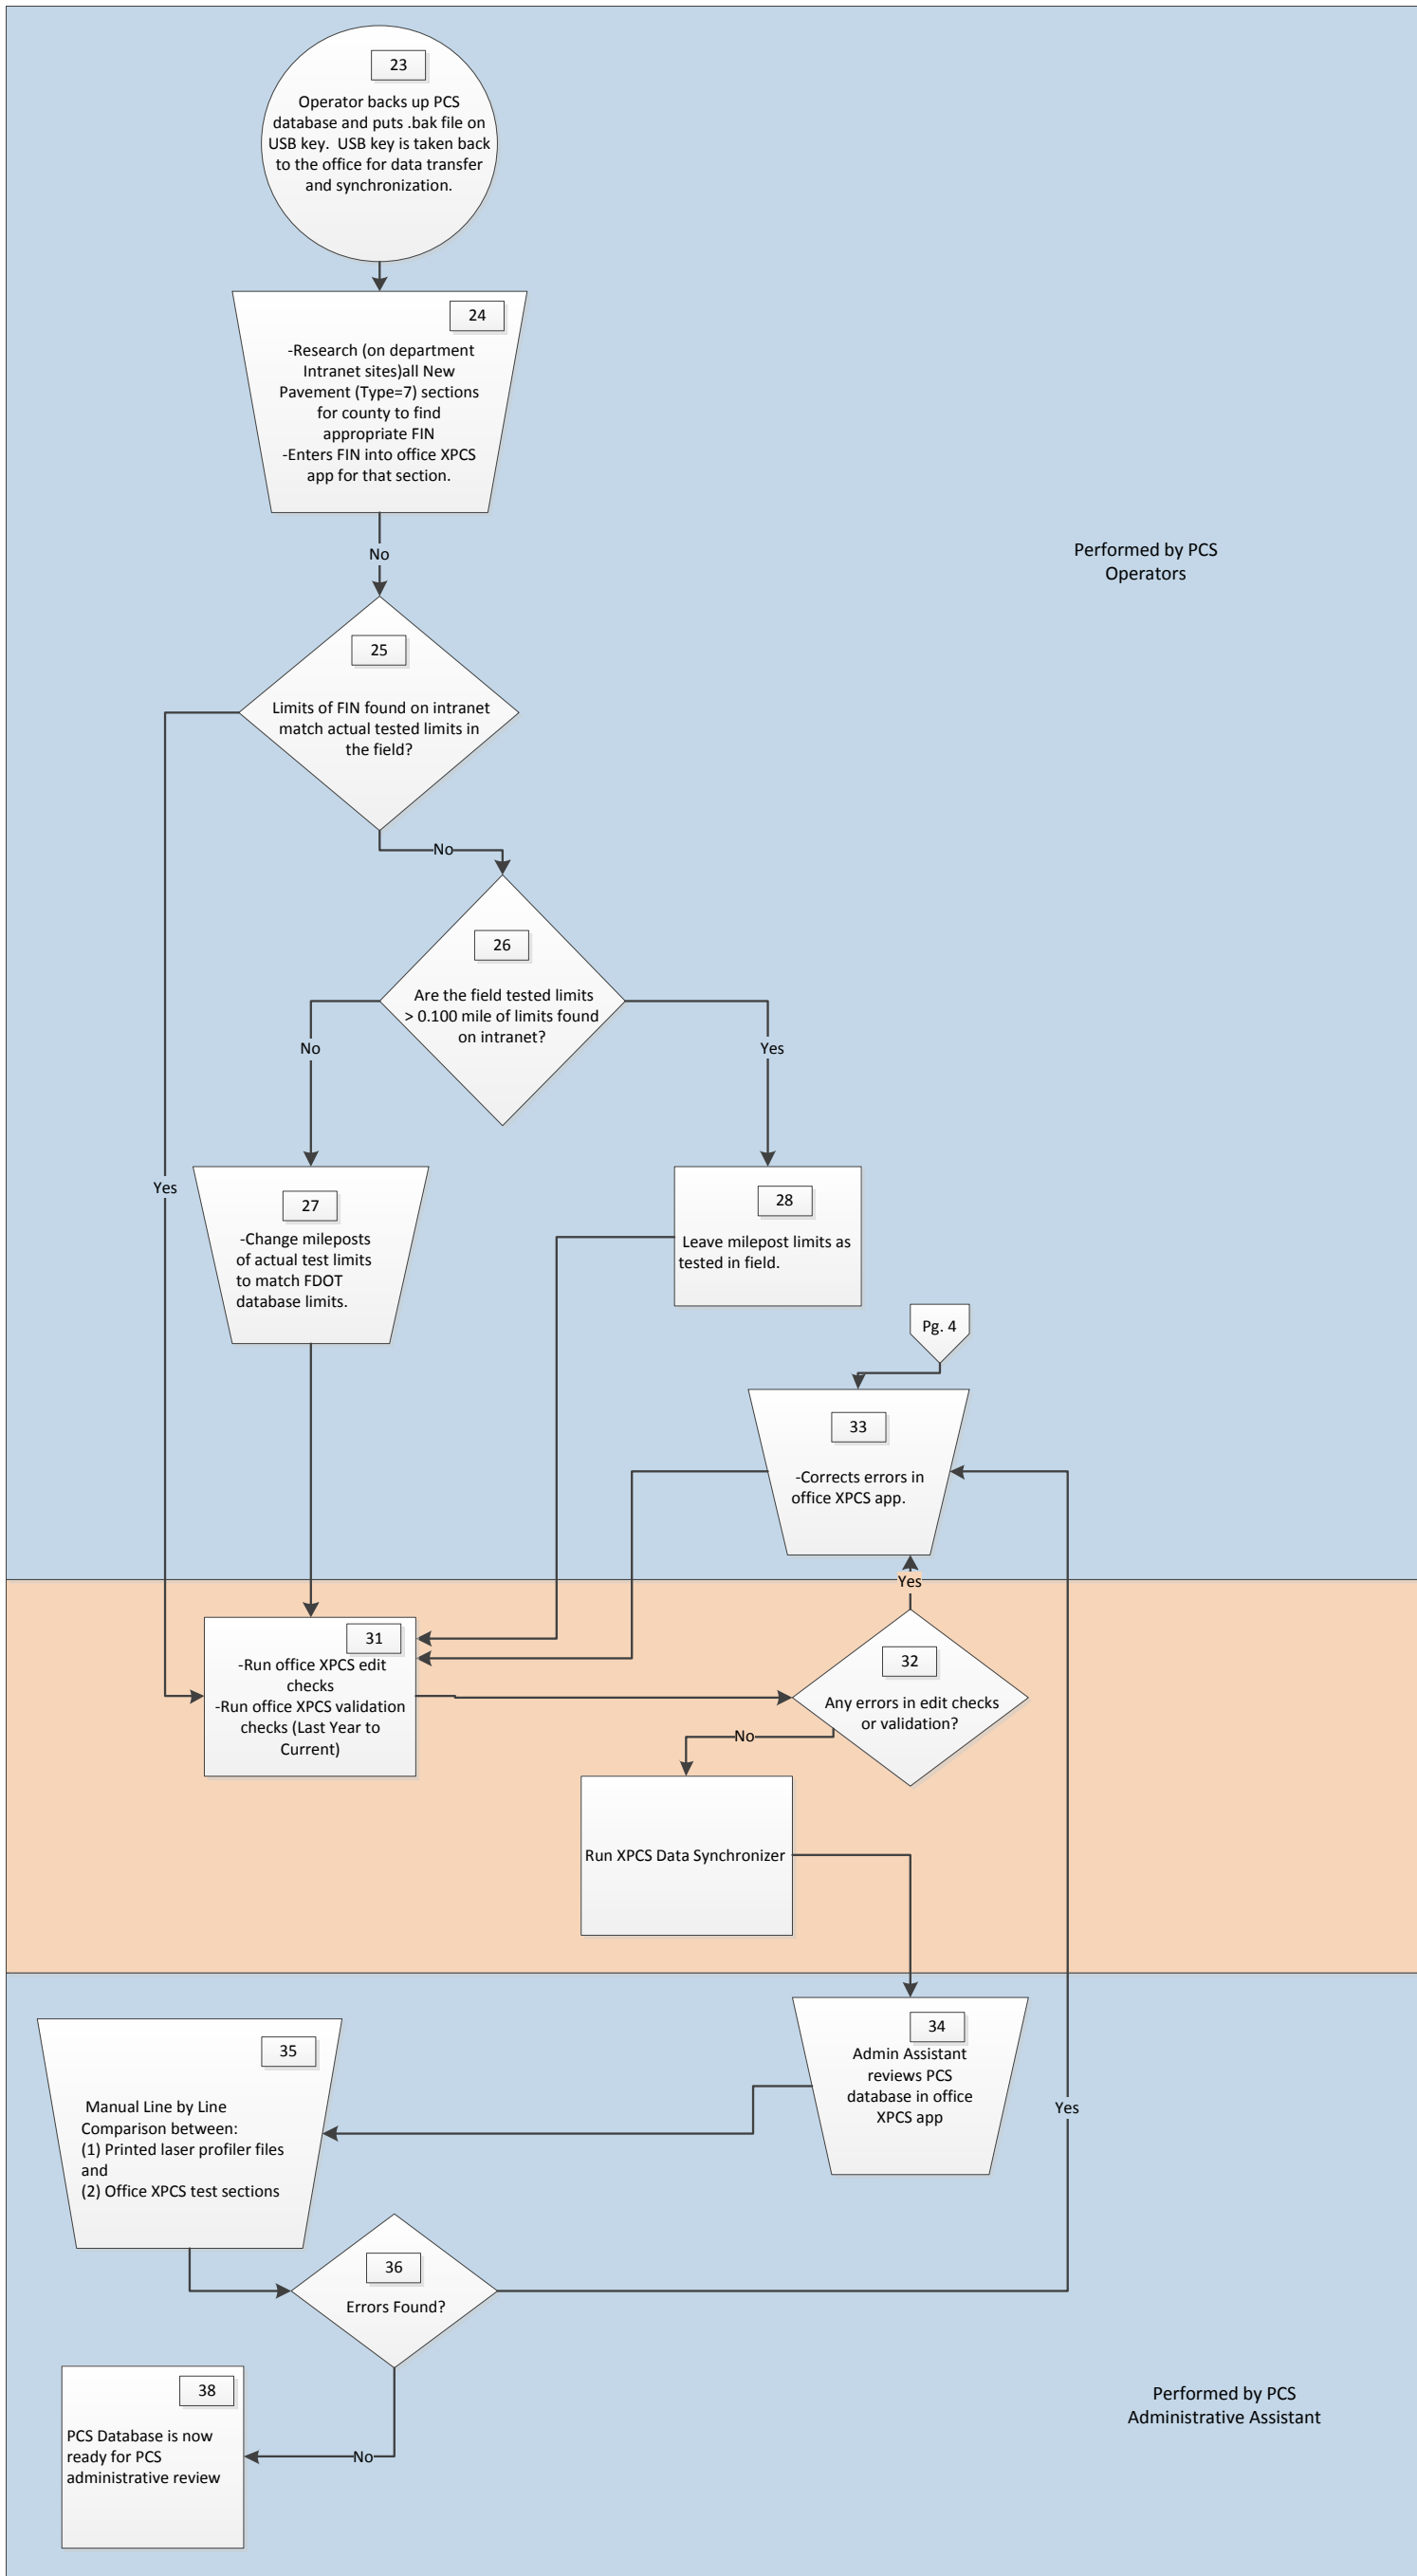 23
Operator backs up PCS
database and puts .bak file on
USB key.  USB key is taken back
to the office for data transfer
and synchronization.
24
-Research (on department
Intranet sites)all New
Pavement (Type=7) sections
for county to find
appropriate FIN
-Enters FIN into office XPCS
app for that section.
No
Performed by PCS
Operators
25
Limits of FIN found on intranet
match actual tested limits in
the field?
No
26
Are the field tested limits
> 0.100 mile of limits found
on intranet?
No
Yes
Yes
27
-Change mileposts
of actual test limits
to match FDOT
database limits.
28
Leave milepost limits as
tested in field.
Pg. 4
33
-Corrects errors in
office XPCS app.
Yes
31
-Run office XPCS edit
checks
-Run office XPCS validation
checks (Last Year to
Current)
32
Any errors in edit checks
or validation?
No
Run XPCS Data Synchronizer
34
Admin Assistant
reviews PCS
database in office
XPCS app
Yes
35
Manual Line by Line
Comparison between:
(1) Printed laser profiler files
and
(2) Office XPCS test sections
36
Errors Found?
38
PCS Database is now
ready for PCS
administrative review
No
Performed by PCS
Administrative Assistant